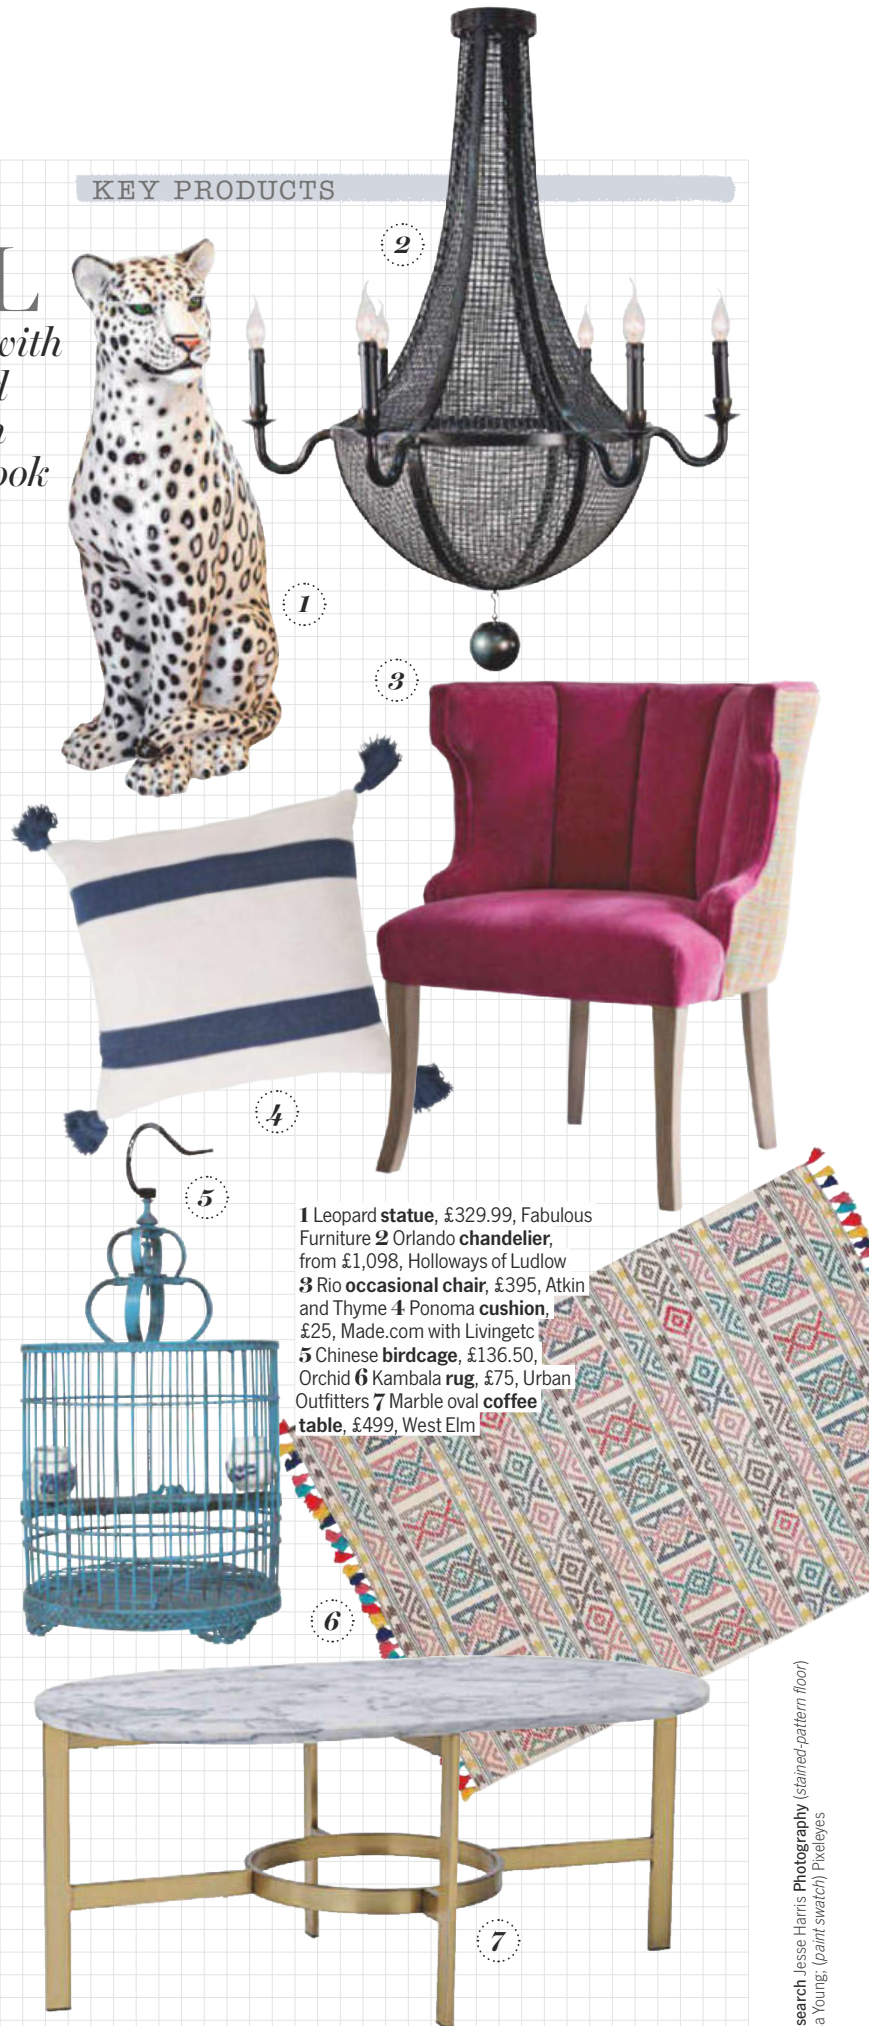 KEY PRODUCTS
L
with
ook
2
1
3
4
5
1 Leopard statue, £329.99, Fabulous
Furniture 2 Orlando chandelier,
from £1,098, Holloways of Ludlow
3 Rio occasional chair, £395, Atkin
and Thyme 4 Ponoma cushion,
£25, Made.com with Livingetc
5 Chinese birdcage, £136.50,
Orchid 6 Kambala rug, £75, Urban
Outfitters 7 Marble oval coffee
table, £499, West Elm
6
7
search Jesse Harris Photography (stained-pattern floor)
a Young; (paint swatch) Pixeleyes